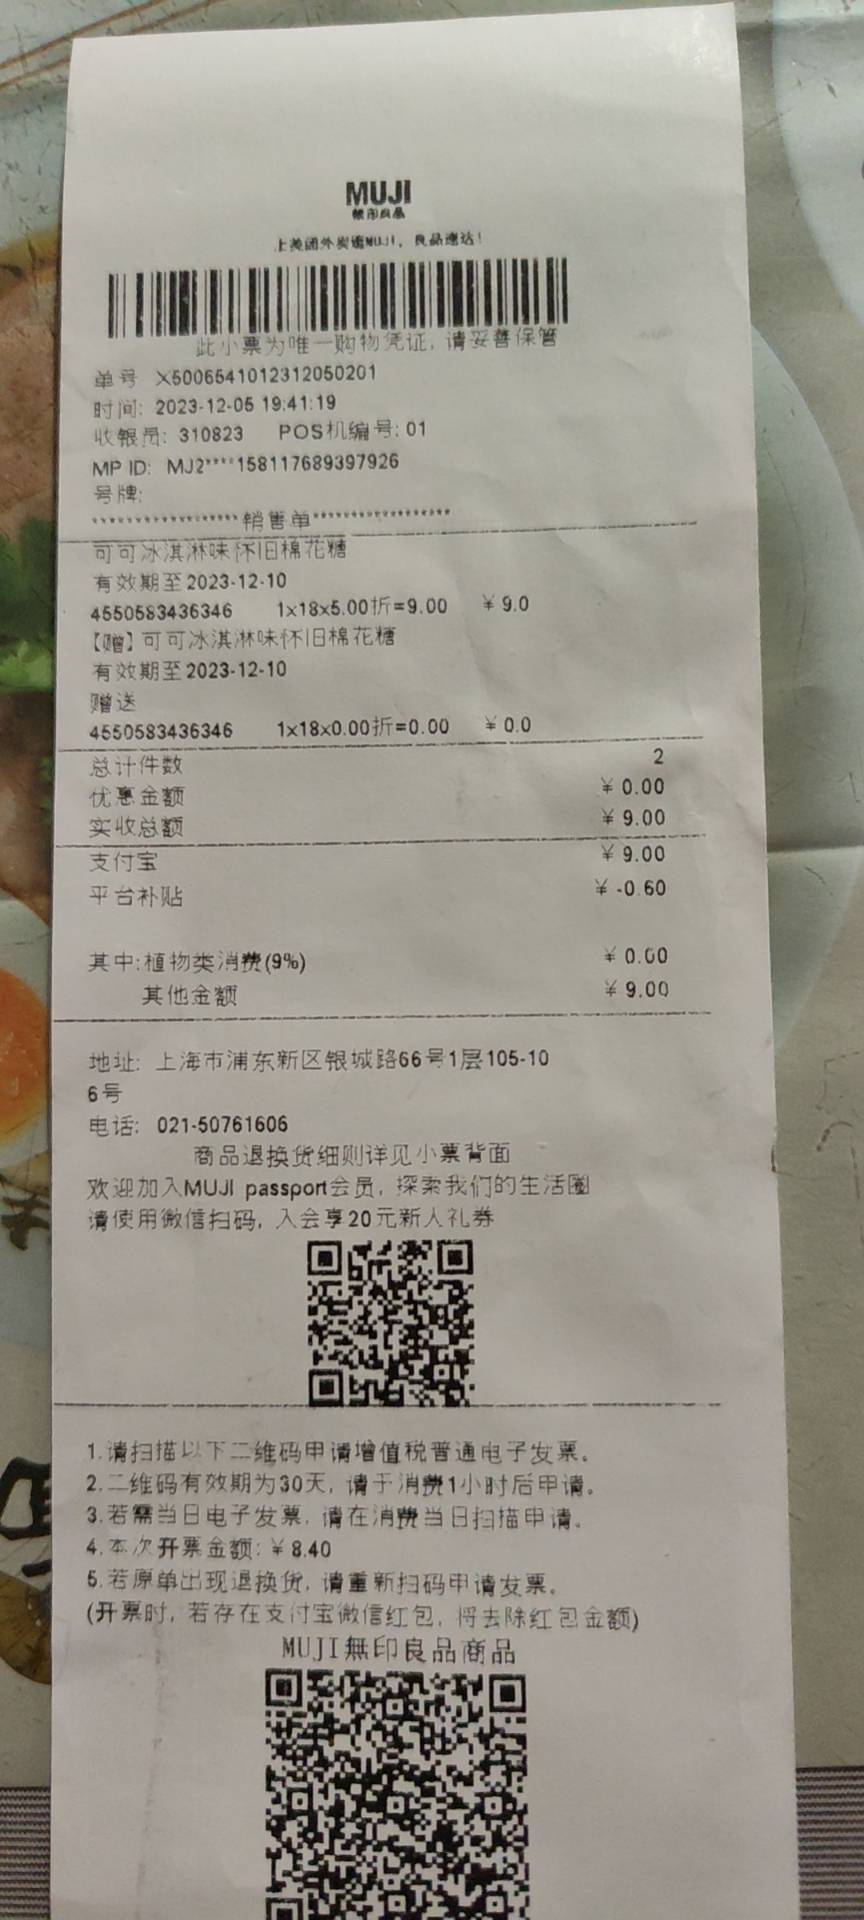 MUJI
無印良品
上美团外卖搜MUJI，良品速达！
此小票为唯一购物凭证，请妥善保管
单号 X5006541012312050201
时间: 2023-12-05 19:41:19
收银员: 310823 POS机编号: 01
MP ID: MJ2****158117689397926
号牌:
******************销售单******************
可可冰淇淋味怀旧棉花糖
有效期至2023-12-10
4550583436346 1x18x5.00折=9.00 ￥9.0
【赠】可可冰淇淋味怀旧棉花糖
有效期至2023-12-10
赠送
4550583436346 1x18x0.00折=0.00 ￥0.0
总计件数 2
优惠金额 ￥0.00
实收总额 ￥9.00
支付宝 ￥9.00
平台补贴 ￥-0.60
其中:植物类消费(9%) ￥0.00
其他金额 ￥9.00
地址: 上海市浦东新区银城路66号1层105-10
6号
电话: 021-50761606
商品退换货细则详见小票背面
欢迎加入MUJI passport会员，探索我们的生活圈
请使用微信扫码，入会享20元新人礼券
1.请扫描以下二维码申请增值税普通电子发票。
2.二维码有效期为30天，请于消费1小时后申请。
3.若需当日电子发票，请在消费当日扫描申请。
4.本次开票金额:￥8.40
5.若原单出现退换货，请重新扫码申请发票。
(开票时，若存在支付宝微信红包，将去除红包金额)
MUJI無印良品商品